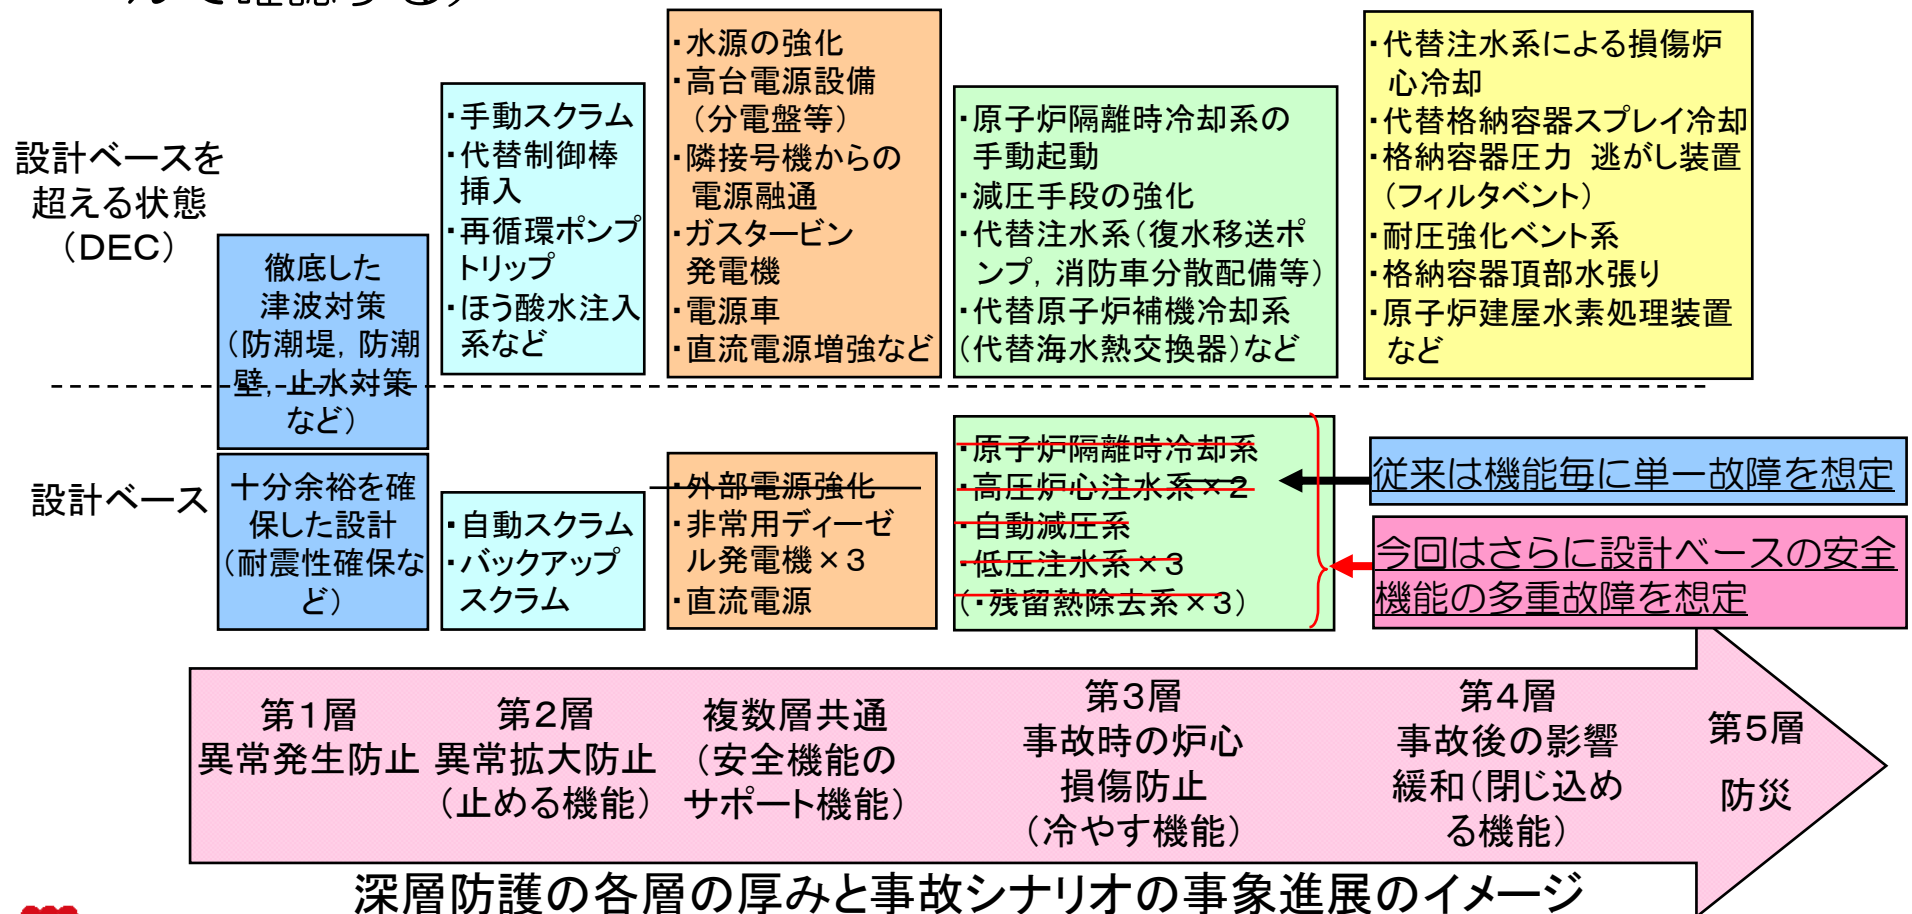 ルで確認する）
設計ベースを
超える状態
（DEC）
設計ベース
徹底した
津波対策
（防潮堤，防潮
壁，止水対策
など）
十分余裕を確
保した設計
（耐震性確保な
ど）
・手動スクラム
・代替制御棒
挿入
・再循環ポンプ
トリップ
・ほう酸水注入
系など
・自動スクラム
・バックアップ
スクラム
・水源の強化
・高台電源設備
（分電盤等）
・隣接号機からの
電源融通
・ガスタービン
発電機
・電源車
・直流電源増強など
・外部電源強化
・非常用ディーゼ
ル発電機×3
・直流電源
・原子炉隔離時冷却系の
手動起動
・減圧手段の強化
・代替注水系（復水移送ポ
ンプ，消防車分散配備等）
・代替原子炉補機冷却系
（代替海水熱交換器）など
・原子炉隔離時冷却系
・高圧炉心注水系×2
・自動減圧系
・低圧注水系×3
（・残留熱除去系×3）
・代替注水系による損傷炉
心冷却
・代替格納容器スプレイ冷却
・格納容器圧力 逃がし装置
（フィルタベント）
・耐圧強化ベント系
・格納容器頂部水張り
・原子炉建屋水素処理装置
など
従来は機能毎に単一故障を想定
今回はさらに設計ベースの安全
機能の多重故障を想定
第1層
異常発生防止
第2層
異常拡大防止
（止める機能）
複数層共通
（安全機能の
サポート機能）
第3層
事故時の炉心
損傷防止
（冷やす機能）
第4層
事故後の影響
緩和（閉じ込め
る機能）
第5層
防災
深層防護の各層の厚みと事故シナリオの事象進展のイメージ